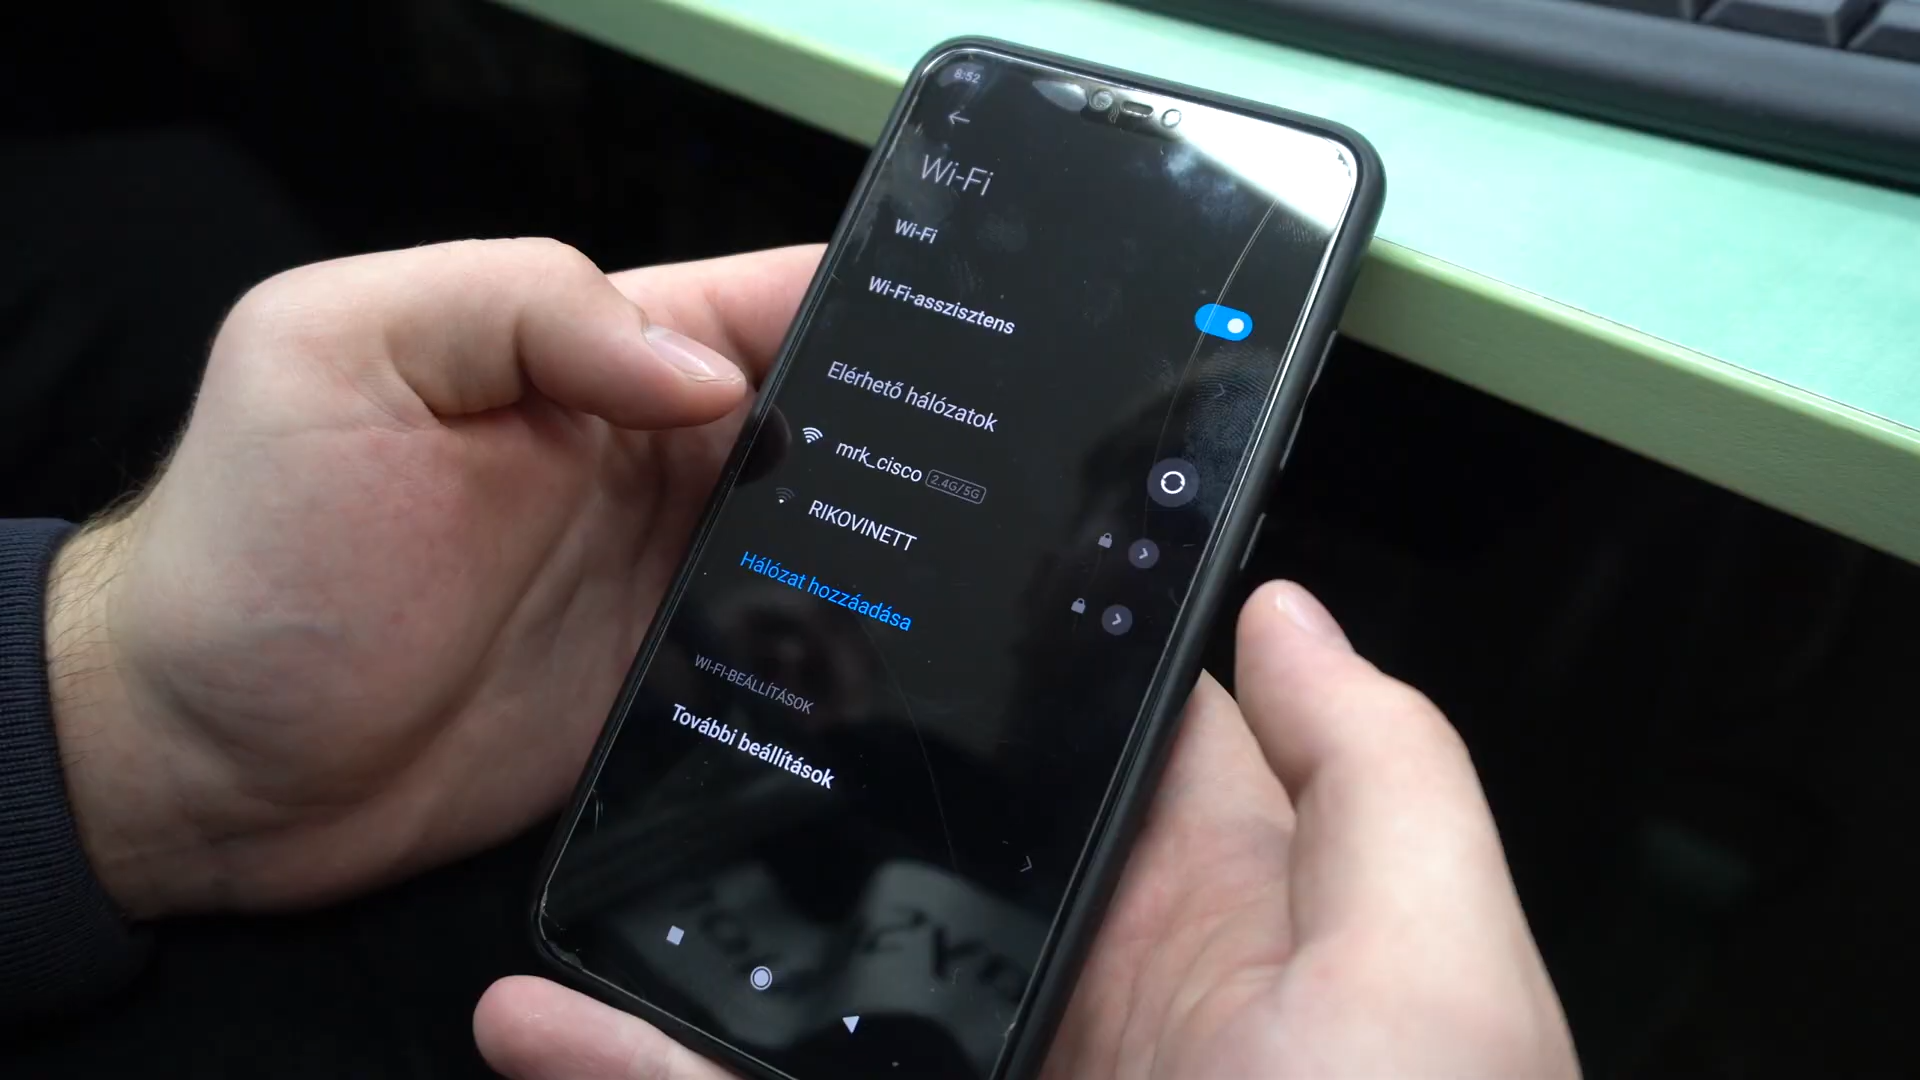 8:52
Wi-Fi
Wi-Fi
Wi-Fi-asszisztens
Elérhető hálózatok
mrk_cisco 2.4G/5G
RIKOVINETT
Hálózat hozzáadása
WI-FI-BEÁLLÍTÁSOK
További beállítások